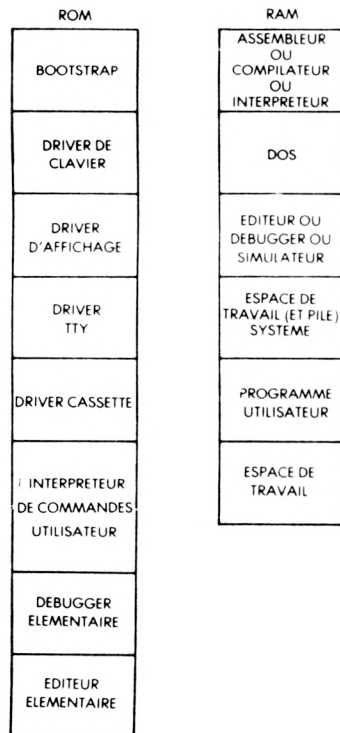 ROM
BOOTSTRAP
DRIVER DE
CLAVIER
DRIVER
D'AFFICHAGE
DRIVER
TTY
DRIVER CASSETTE
INTERPRETEUR
DE COMMANDES
UTILISATEUR
DEBUGGER
ELEMENTAIRE
EDITEUR
ELEMENTAIRE
RAM
ASSEMBLEUR
OU
COMPILATEUR
OU
INTERPRETEUR
DOS
EDITEUR OU
DEBUGGER OU
SIMULATEUR
ESPACE DE
TRAVAIL (ET PILE)
SYSTEME
PROGRAMME
UTILISATEUR
ESPACE DE
TRAVAIL